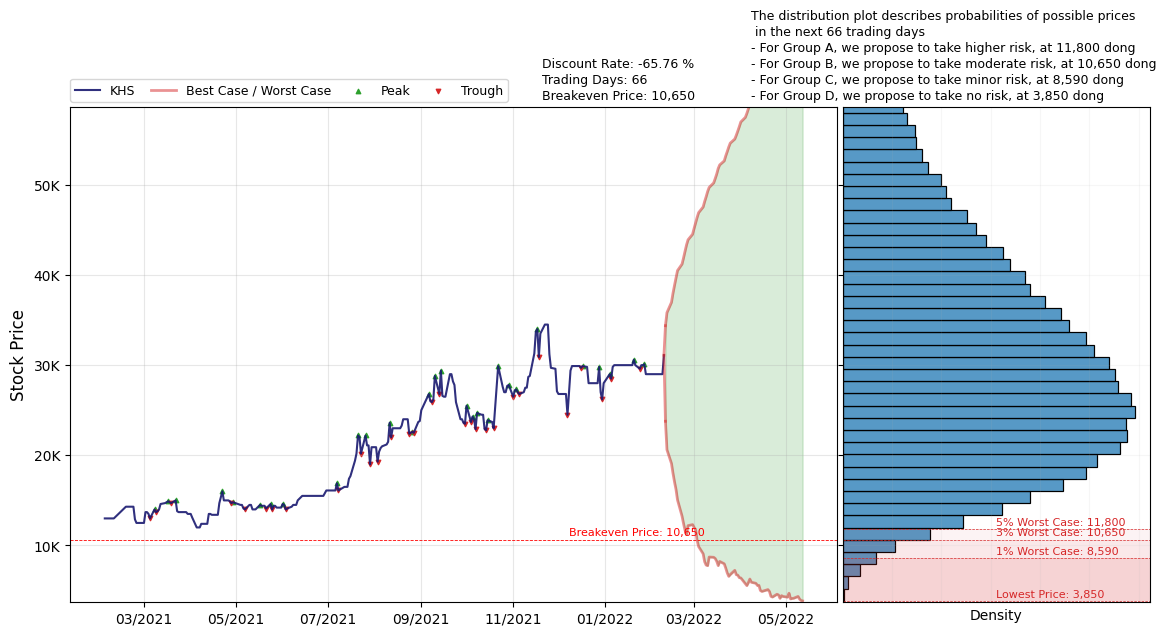 The distribution plot describes probabilities of possible prices
in the next 66 trading days
- For Group A, we propose to take higher risk, at 11,800 dong
- For Group B, we propose to take moderate risk, at 10,650 dong
- For Group C, we propose to take minor risk, at 8,590 dong
- For Group D, we propose to take no risk, at 3,850 dong
Discount Rate: -65.76 %
Trading Days: 66
Breakeven Price: 10,650
KHS
Best Case / Worst Case
Peak
Trough
Stock Price
50K
40K
30K
20K
10K
Breakeven Price: 10,650
03/2021
05/2021
07/2021
09/2021
11/2021
01/2022
03/2022
05/2022
5% Worst Case: 11,800
3% Worst Case: 10,650
1% Worst Case: 8,590
Lowest Price: 3,850
Density